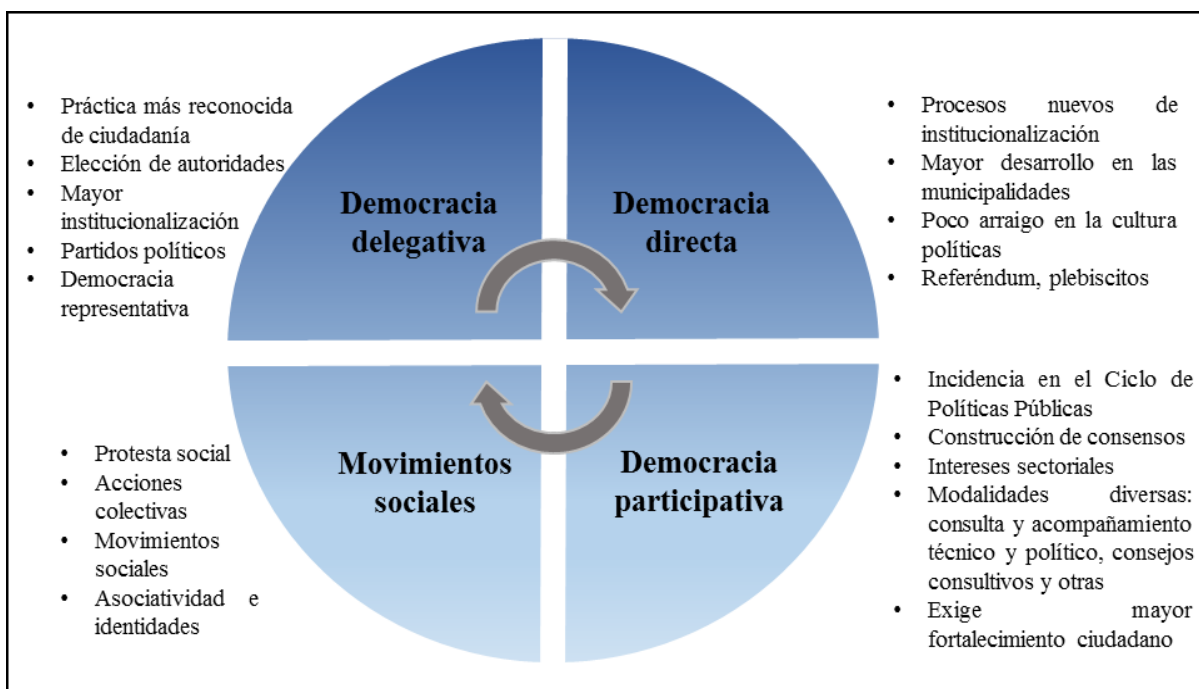 • Práctica más reconocida
de ciudadanía
• Elección de autoridades
• Mayor
institucionalización
• Partidos políticos
• Democracia
representativa
Democracia
delegativa
Democracia
directa
• Procesos nuevos de
institucionalización
• Mayor desarrollo en las
municipalidades
• Poco arraigo en la cultura
políticas
• Referéndum, plebiscitos
• Protesta social
• Acciones
colectivas
• Movimientos
sociales
• Asociatividad e
identidades
Movimientos
sociales
Democracia
participativa
• Incidencia en el Ciclo de
Políticas Públicas
• Construcción de consensos
• Intereses sectoriales
• Modalidades diversas:
consulta y acompañamiento
técnico y político, consejos
consultivos y otras
• Exige mayor
fortalecimiento ciudadano